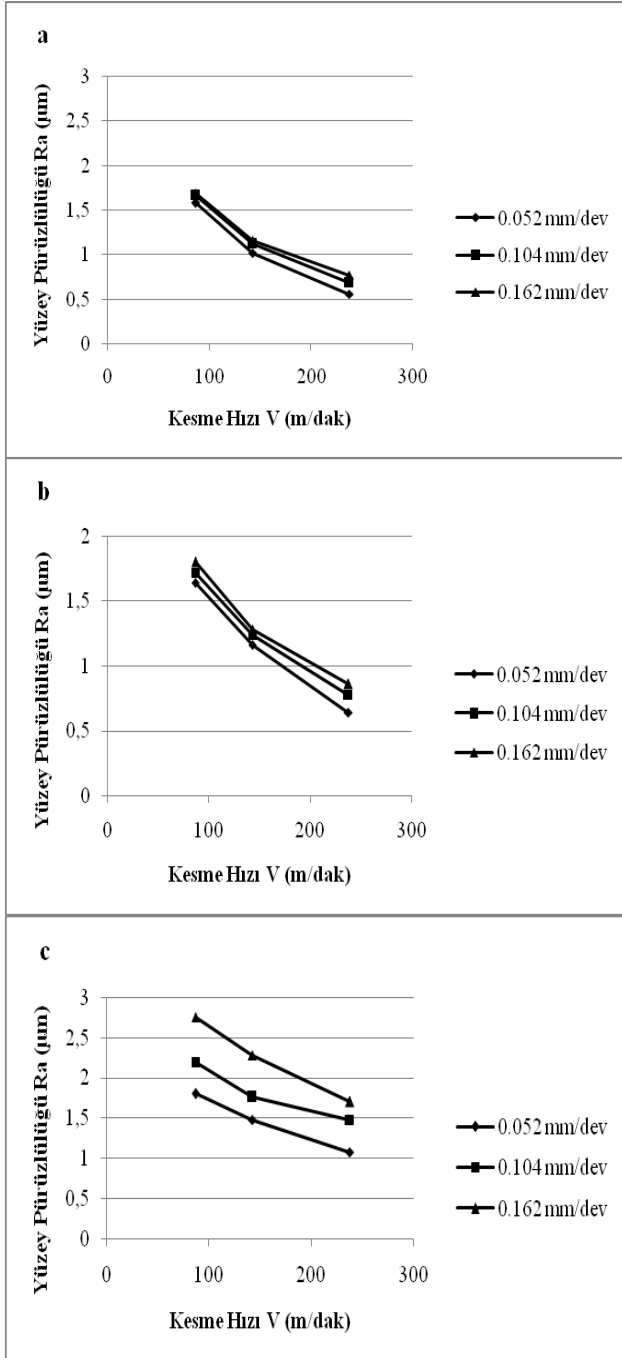 a
Yüzey Pürüzlülüğü Ra (µm)
3
2,5
2
1,5
1
0,5
0
0 100 200 300
Kesme Hızı V (m/dak)
0.052 mm/dev
0.104 mm/dev
0.162 mm/dev
b
Yüzey Pürüzlülüğü Ra (µm)
2
1,5
1
0,5
0
0 100 200 300
Kesme Hızı V (m/dak)
0.052 mm/dev
0.104 mm/dev
0.162 mm/dev
c
Yüzey Pürüzlülüğü Ra (µm)
3
2,5
2
1,5
1
0,5
0
0 100 200 300
Kesme Hızı V (m/dak)
0.052 mm/dev
0.104 mm/dev
0.162 mm/dev